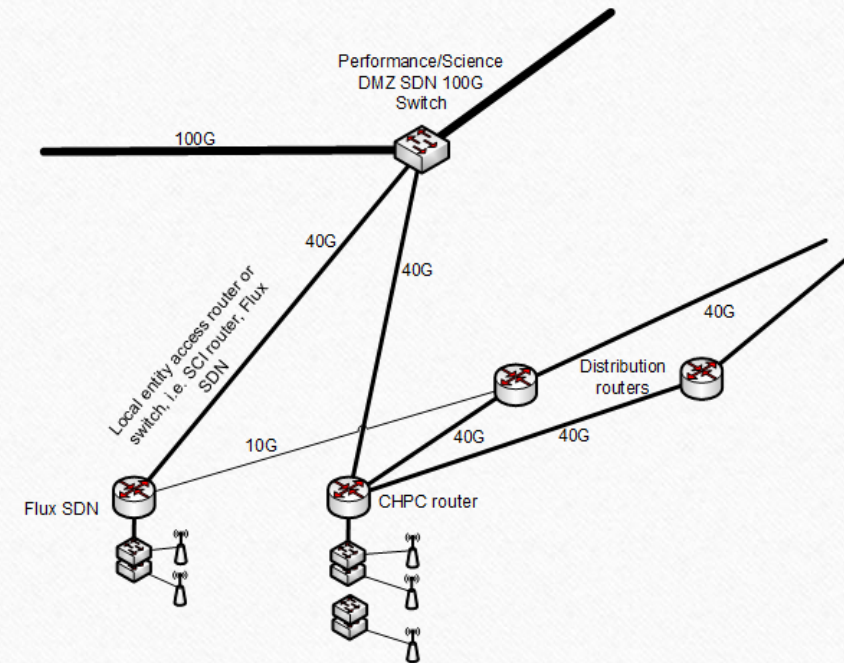 Performance/Science
DMZ SDN 100G
Switch
100G
40G
40G
Local entity access router or
switch, i.e. SCI router, Flux
SDN
40G
Distribution
routers
10G
40G
40G
Flux SDN
CHPC router